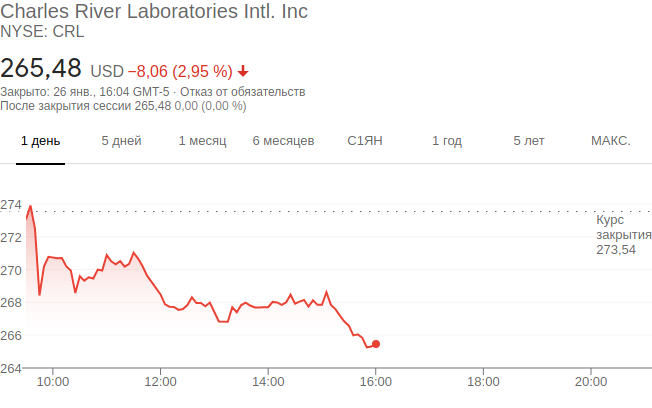 Charles River Laboratories Intl. Inc
NYSE: CRL
265,48 USD −8,06 (2,95 %)
Закрыто: 26 янв., 16:04 GMT-5 · Отказ от обязательств
После закрытия сессии 265,48 0,00 (0,00 %)
1 день 5 дней 1 месяц 6 месяцев С1ЯН 1 год 5 лет МАКС.
274
Курс
закрытия
273,54
272
270
268
266
264
10:00 12:00 14:00 16:00 18:00 20:00